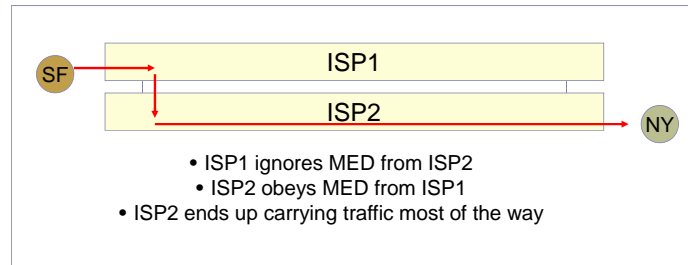 ISP1
SF
ISP2
NY
• ISP1 ignores MED from ISP2
• ISP2 obeys MED from ISP1
• ISP2 ends up carrying traffic most of the way